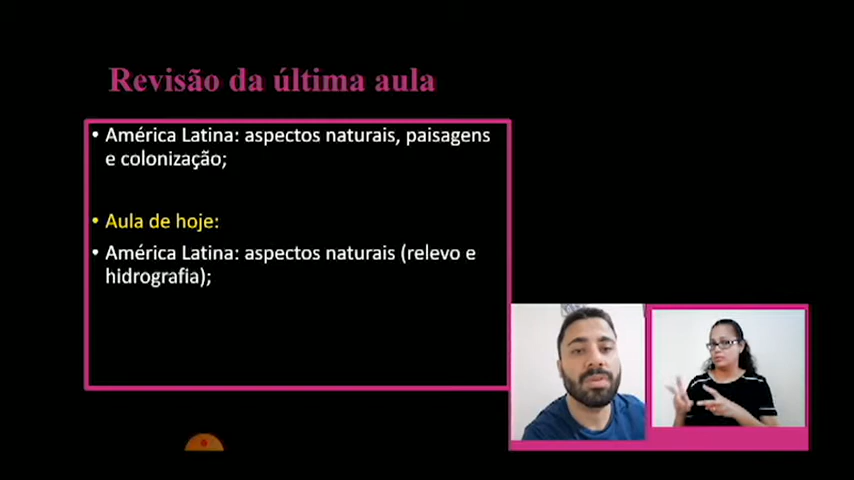 Revisão da última aula
• América Latina: aspectos naturais, paisagens
e colonização;
• Aula de hoje:
• América Latina: aspectos naturais (relevo e
hidrografia);